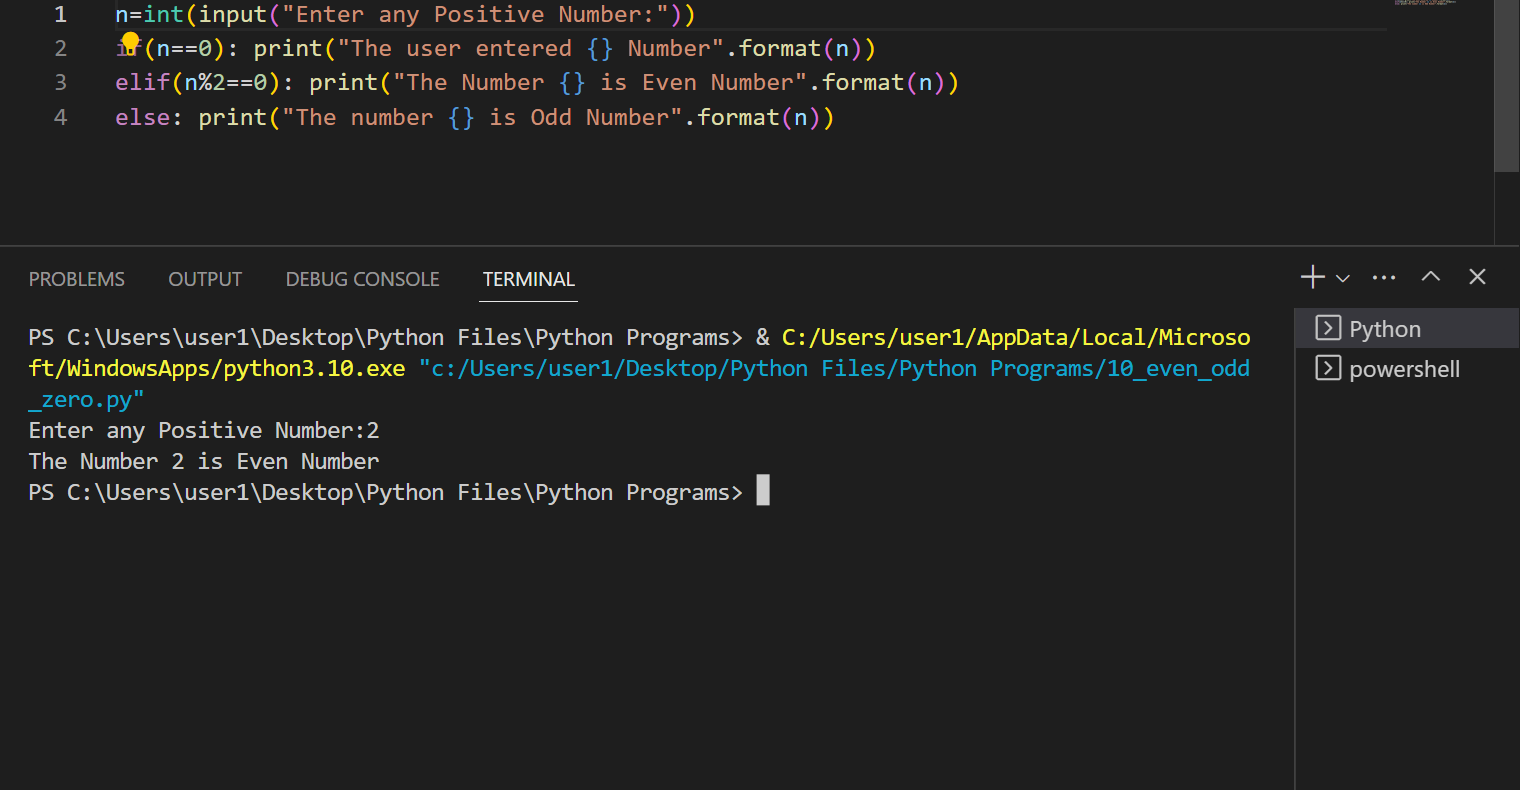 1 n=int(input("Enter any Positive Number:"))
2 if(n==0): print("The user entered {} Number".format(n))
3 elif(n%2==0): print("The Number {} is Even Number".format(n))
4 else: print("The number {} is Odd Number".format(n))
PROBLEMS OUTPUT DEBUG CONSOLE TERMINAL
PS C:\Users\user1\Desktop\Python Files\Python Programs> & C:/Users/user1/AppData/Local/Microso
ft/WindowsApps/python3.10.exe "c:/Users/user1/Desktop/Python Files/Python Programs/10_even_odd
_zero.py"
Enter any Positive Number:2
The Number 2 is Even Number
PS C:\Users\user1\Desktop\Python Files\Python Programs>
Python
powershell